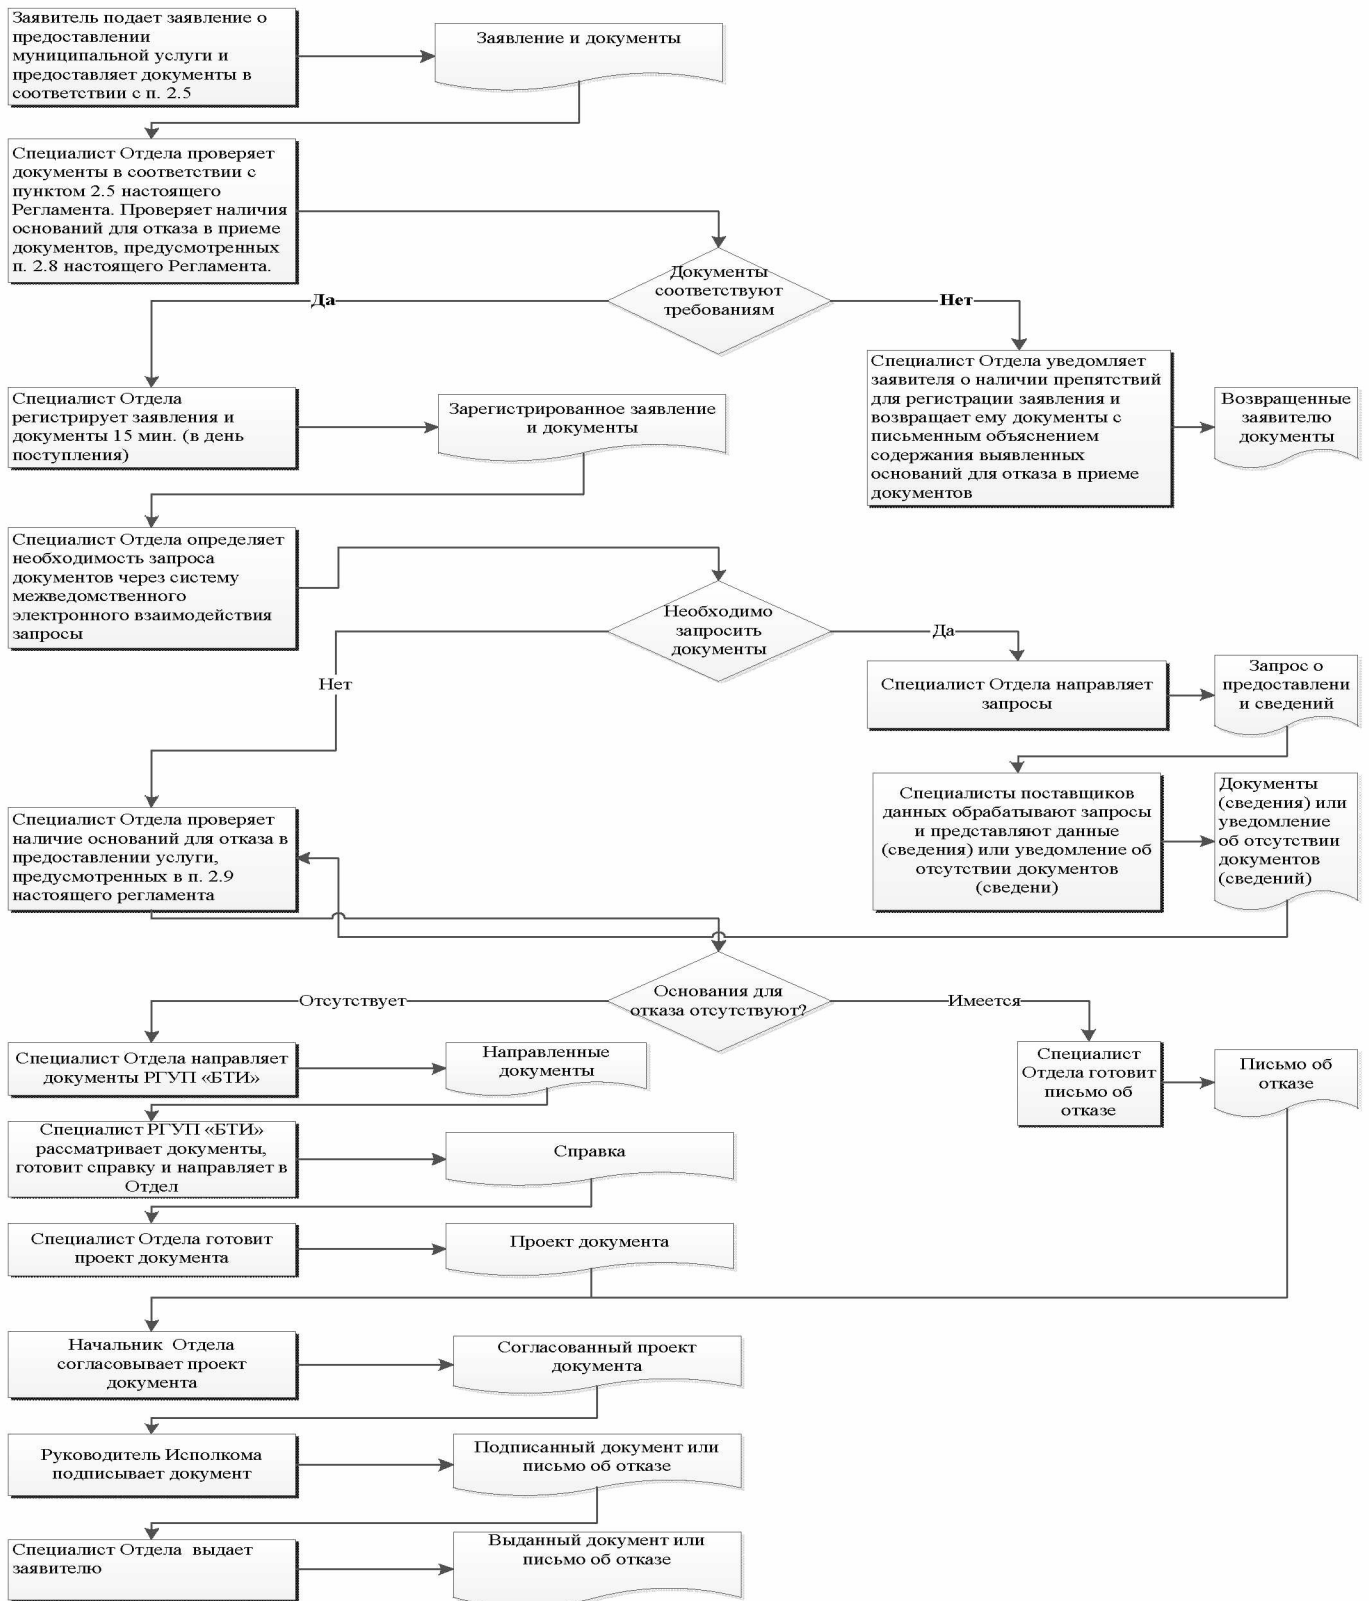 Заявитель подает заявление о
предоставлении
муниципальной услуги и
предоставляет документы в
соответствии с п. 2.5
Заявление и документы
Специалист Отдела проверяет
документы в соответствии с
пунктом 2.5 настоящего
Регламента. Проверяет наличия
оснований для отказа в приеме
документов, предусмотренных
п. 2.8 настоящего Регламента.
Документы
соответствуют
требованиям
Да
Нет
Специалист Отдела
регистрирует заявления и
документы 15 мин. (в день
поступления)
Зарегистрированное заявление
и документы
Специалист Отдела уведомляет
заявителя о наличии препятствий
для регистрации заявления и
возвращает ему документы с
письменным объяснением
содержания выявленных
оснований для отказа в приеме
документов
Возвращенные
заявителю
документы
Специалист Отдела определяет
необходимость запроса
документов через систему
межведомственного
электронного взаимодействия
запросы
Необходимо
запросить
документы
Да
Нет
Специалист Отдела направляет
запросы
Запрос о
предоставлени
и сведений
Специалисты поставщиков
данных обрабатывают запросы
и представляют данные
(сведения) или уведомление об
отсутствии документов
(сведени)
Документы
(сведения) или
уведомление
об отсутствии
документов
(сведений)
Специалист Отдела проверяет
наличие оснований для отказа в
предоставлении услуги,
предусмотренных в п. 2.9
настоящего регламента
Основания для
отказа отсутствуют?
Отсутствует
Имеется
Специалист Отдела направляет
документы РГУП «БТИ»
Направленные
документы
Специалист
Отдела готовит
письмо об
отказе
Письмо об
отказе
Специалист РГУП «БТИ»
рассматривает документы,
готовит справку и направляет в
Отдел
Справка
Специалист Отдела готовит
проект документа
Проект документа
Начальник  Отдела
согласовывает проект
документа
Согласованный проект
документа
Руководитель Исполкома
подписывает документ
Подписанный документ или
письмо об отказе
Специалист Отдела  выдает
заявителю
Выданный документ или
письмо об отказе